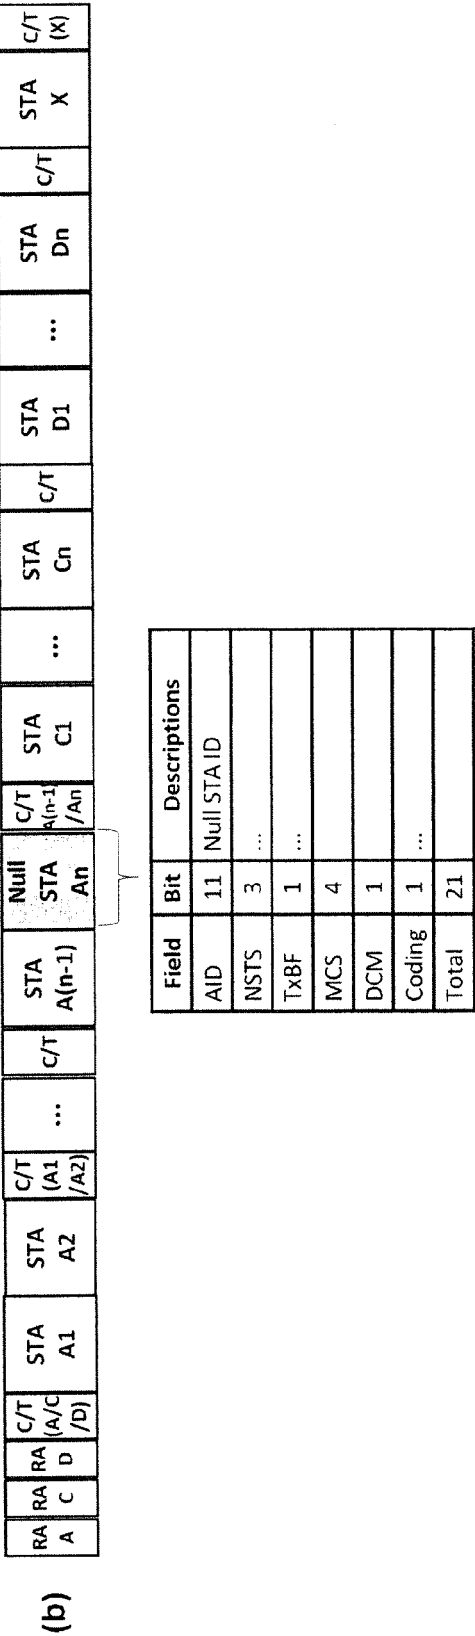 (b)
RA A
RA C
RA D
C/T (A/C /D)
STA A1
STA A2
C/T (A1 /A2)
...
C/T
STA A(n-1)
Null STA An
C/T A(n-1) /An
STA C1
...
STA Cn
C/T
STA D1
...
STA Dn
C/T
STA X
C/T (X)
Field Bit Descriptions
AID 11 Null STA ID
NSTS 3 ...
TxBF 1 ...
MCS 4
DCM 1
Coding 1 ...
Total 21